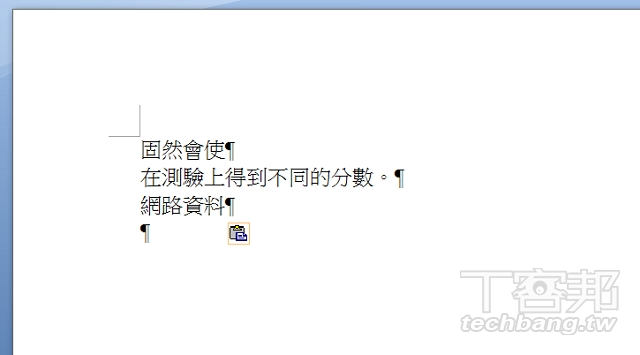 固然會使¶
在測驗上得到不同的分數。¶
網路資料¶
¶
丁客邦
techbang.tw